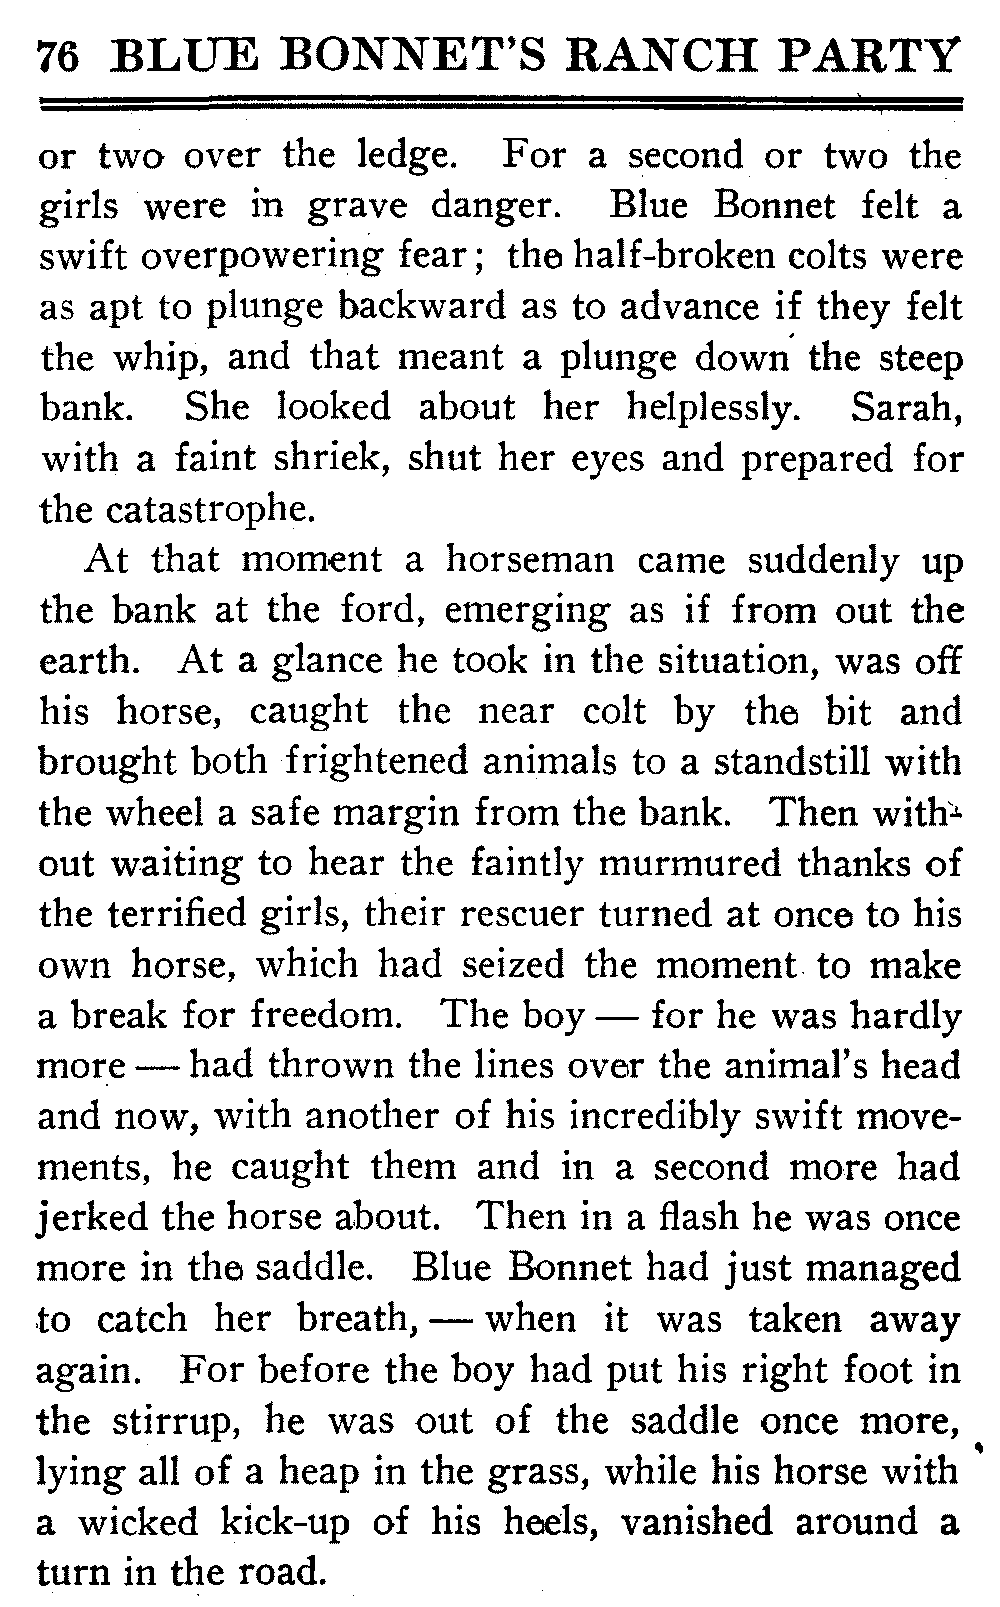 76 BLUE BONNET'S RANCH PARTY
or two over the ledge. For a second or two the
girls were in grave danger. Blue Bonnet felt a
swift overpowering fear; the half-broken colts were
as apt to plunge backward as to advance if they felt
the whip, and that meant a plunge down the steep
bank. She looked about her helplessly. Sarah,
with a faint shriek, shut her eyes and prepared for
the catastrophe.
At that moment a horseman came suddenly up
the bank at the ford, emerging as if from out the
earth. At a glance he took in the situation, was off
his horse, caught the near colt by the bit and
brought both frightened animals to a standstill with
the wheel a safe margin from the bank. Then with-
out waiting to hear the faintly murmured thanks of
the terrified girls, their rescuer turned at once to his
own horse, which had seized the moment to make
a break for freedom. The boy — for he was hardly
more — had thrown the lines over the animal's head
and now, with another of his incredibly swift move-
ments, he caught them and in a second more had
jerked the horse about. Then in a flash he was once
more in the saddle. Blue Bonnet had just managed
to catch her breath, — when it was taken away
again. For before the boy had put his right foot in
the stirrup, he was out of the saddle once more,
lying all of a heap in the grass, while his horse with
a wicked kick-up of his heels, vanished around a
turn in the road.